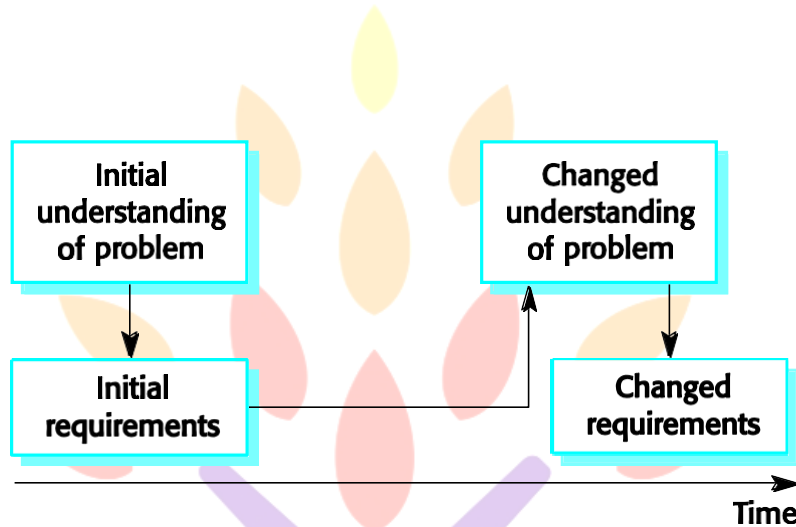 Initial
understanding
of problem
Changed
understanding
of problem
Initial
requirements
Changed
requirements
Time